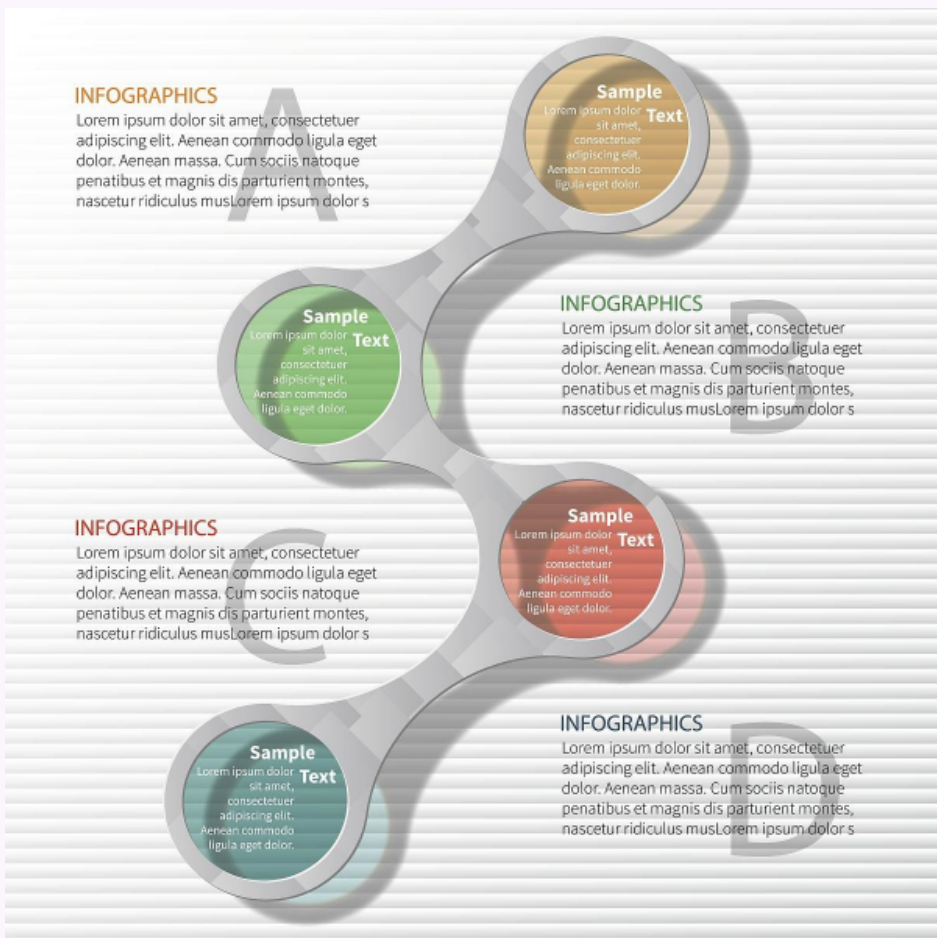 Sample
Text
Lorem ipsum dolor
sit amet,
consectetuer
adipiscing elit.
Aenean commodo
ligula eget dolor.
INFOGRAPHICS
A
Lorem ipsum dolor sit amet, consectetuer
adipiscing elit. Aenean commodo ligula eget
dolor. Aenean massa. Cum sociis natoque
penatibus et magnis dis parturient montes,
nascetur ridiculus musLorem ipsum dolor s
Sample
Text
Lorem ipsum dolor
sit amet,
consectetuer
adipiscing elit.
Aenean commodo
ligula eget dolor.
INFOGRAPHICS
B
Lorem ipsum dolor sit amet, consectetuer
adipiscing elit. Aenean commodo ligula eget
dolor. Aenean massa. Cum sociis natoque
penatibus et magnis dis parturient montes,
nascetur ridiculus musLorem ipsum dolor s
INFOGRAPHICS
C
Lorem ipsum dolor sit amet, consectetuer
adipiscing elit. Aenean commodo ligula eget
dolor. Aenean massa. Cum sociis natoque
penatibus et magnis dis parturient montes,
nascetur ridiculus musLorem ipsum dolor s
Sample
Text
Lorem ipsum dolor
sit amet,
consectetuer
adipiscing elit.
Aenean commodo
ligula eget dolor.
INFOGRAPHICS
D
Lorem ipsum dolor sit amet, consectetuer
adipiscing elit. Aenean commodo ligula eget
dolor. Aenean massa. Cum sociis natoque
penatibus et magnis dis parturient montes,
nascetur ridiculus musLorem ipsum dolor s
Sample
Text
Lorem ipsum dolor
sit amet,
consectetuer
adipiscing elit.
Aenean commodo
ligula eget dolor.